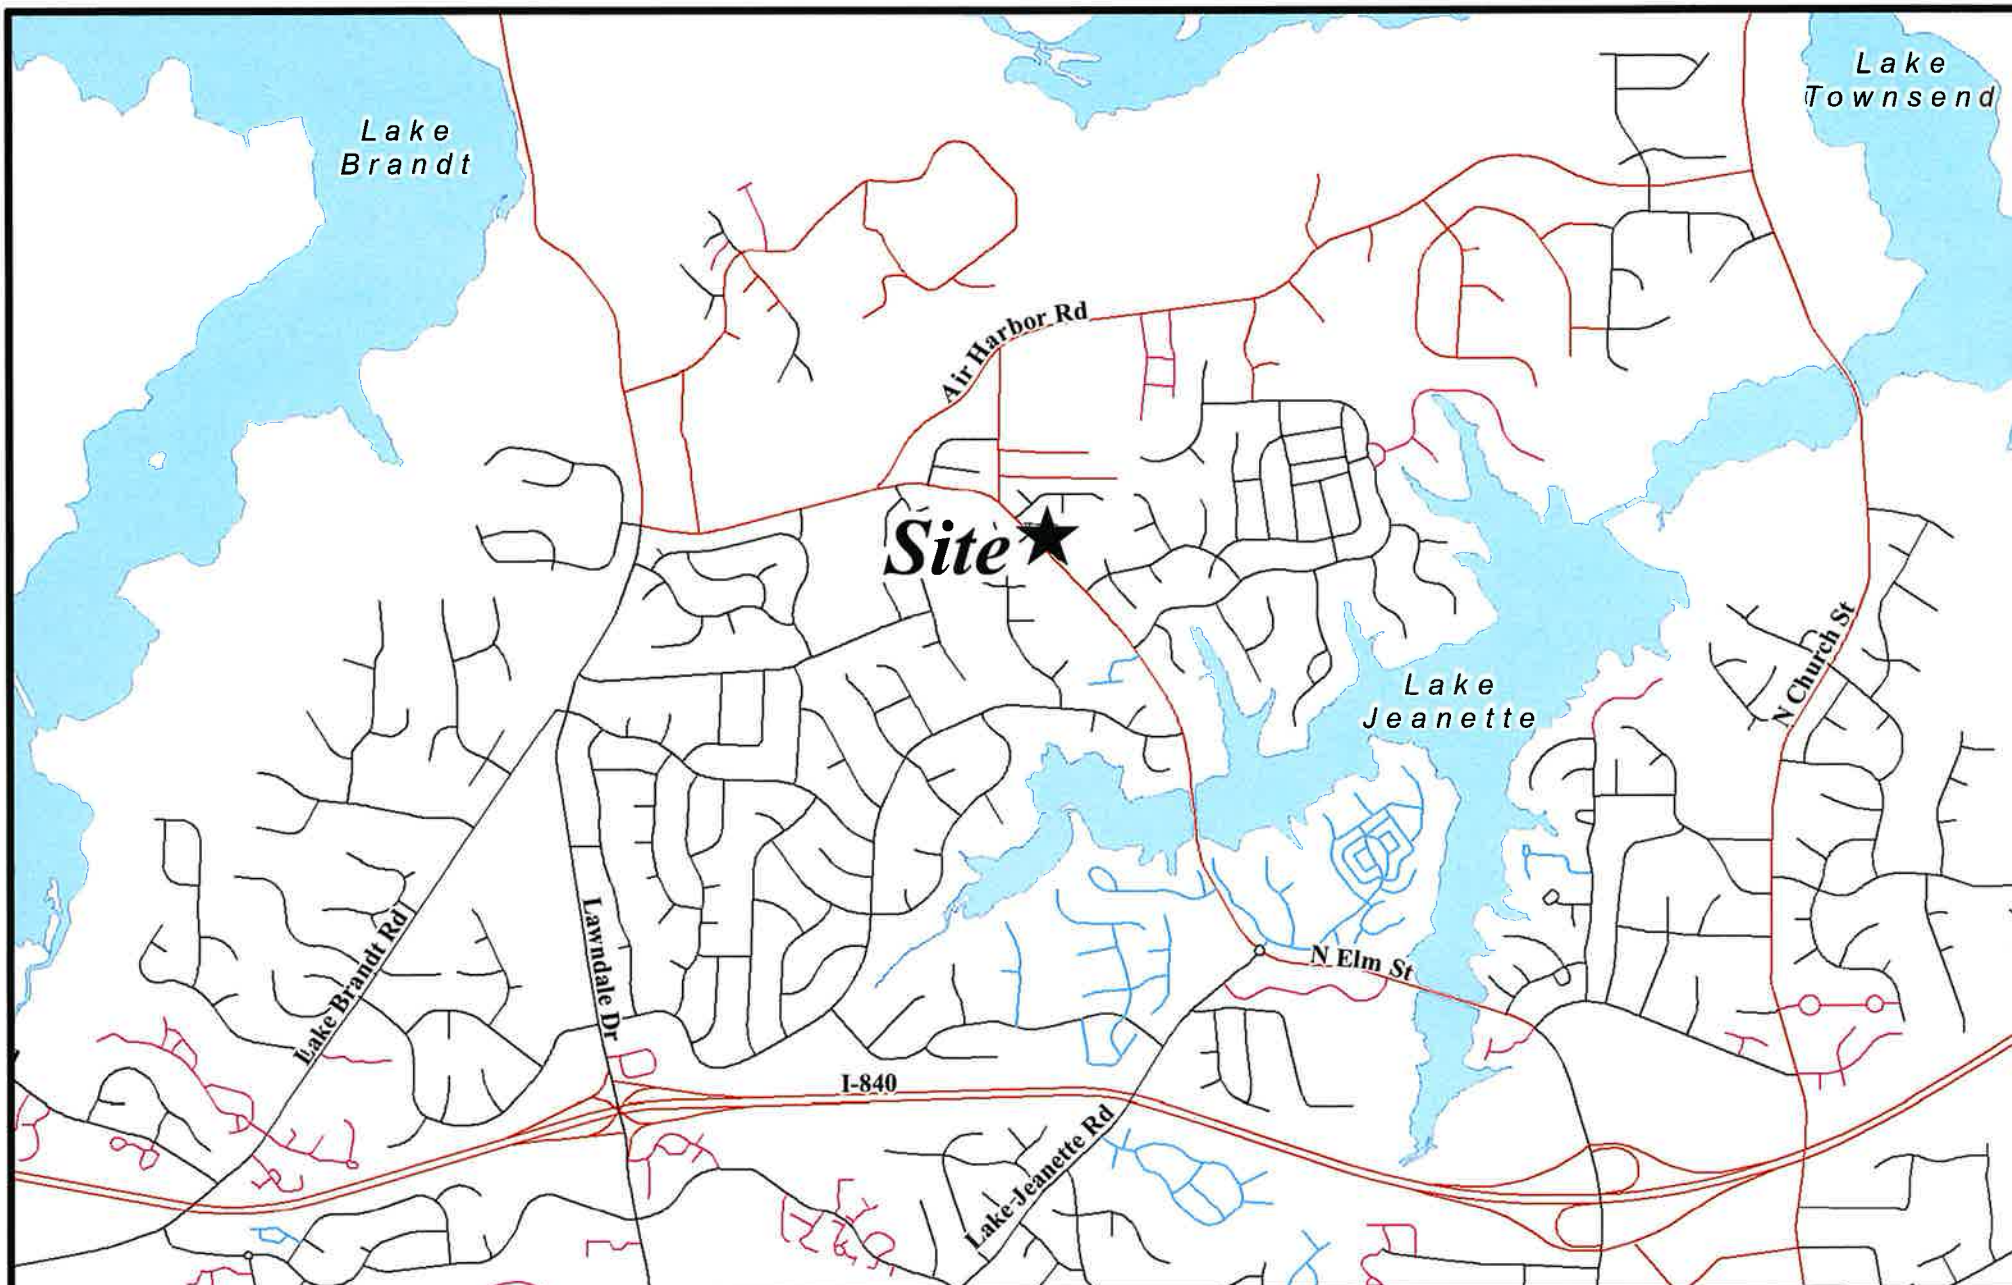 Lake
Townsend
Lake
Brandt
Air Harbor Rd
Site
N Church St
Lake
Jeanette
Lawndale Dr
Lake Brandt Rd
N Elm St
I-840
Lake Jeanette Rd